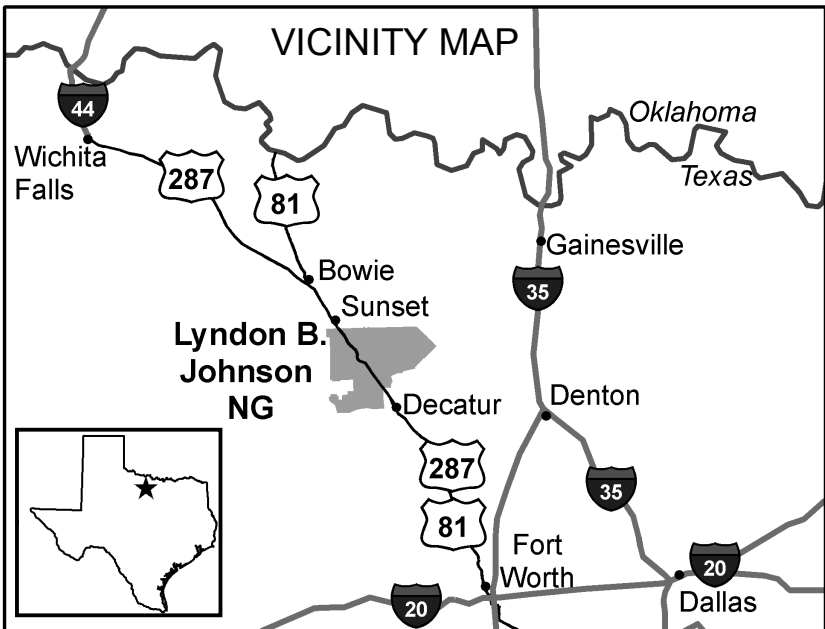 VICINITY MAP
44
Oklahoma
Wichita
Falls
287
Texas
81
Gainesville
Bowie
35
Sunset
Lyndon B.
Johnson
NG
Decatur
Denton
287
35
81
Fort
Worth
20
Dallas
20